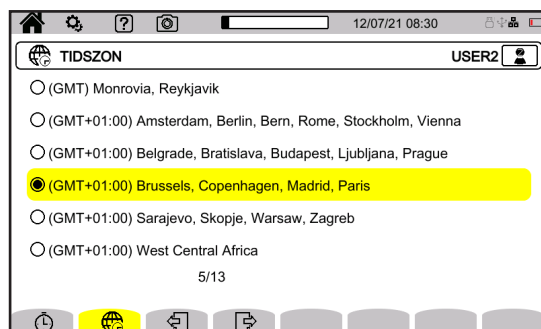 12/07/21 08:30
TIDSZON USER2
(GMT) Monrovia, Reykjavik
(GMT+01:00) Amsterdam, Berlin, Bern, Rome, Stockholm, Vienna
(GMT+01:00) Belgrade, Bratislava, Budapest, Ljubljana, Prague
(GMT+01:00) Brussels, Copenhagen, Madrid, Paris
(GMT+01:00) Sarajevo, Skopje, Warsaw, Zagreb
(GMT+01:00) West Central Africa
5/13